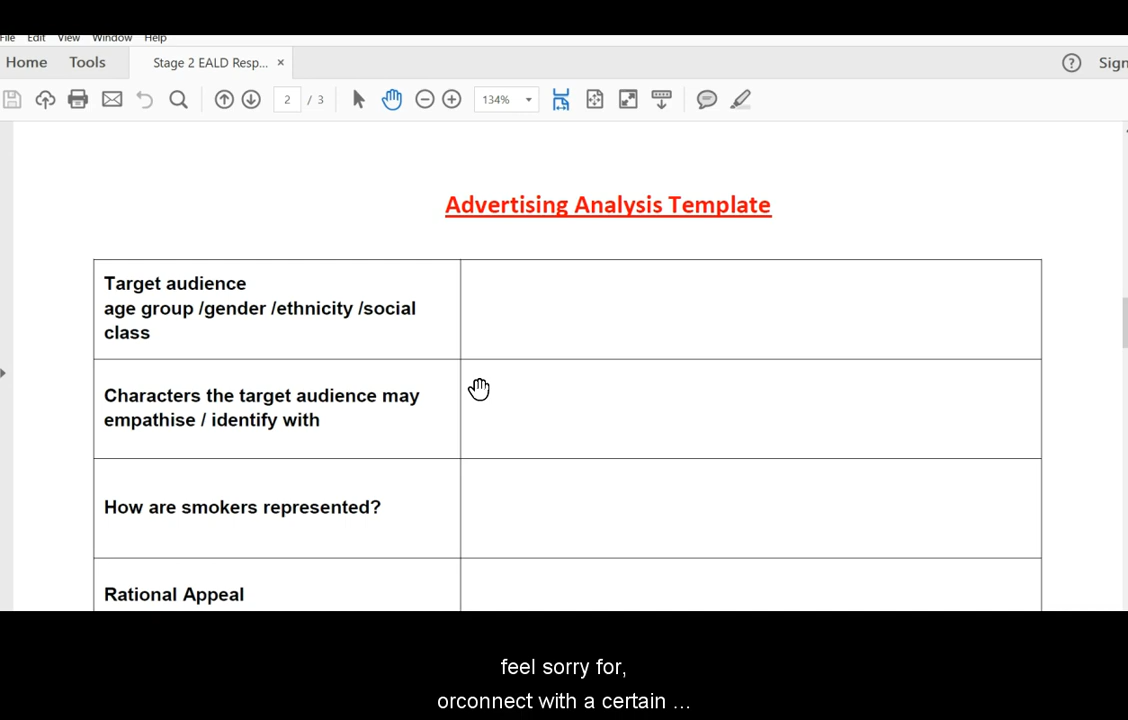 File Edit View Window Help
Home Tools Stage 2 EALD Resp... × ? Sign
2 / 3 134%
Advertising Analysis Template
Target audience
age group /gender /ethnicity /social
class
Characters the target audience may
empathise / identify with
How are smokers represented?
Rational Appeal
feel sorry for,
orconnect with a certain ...